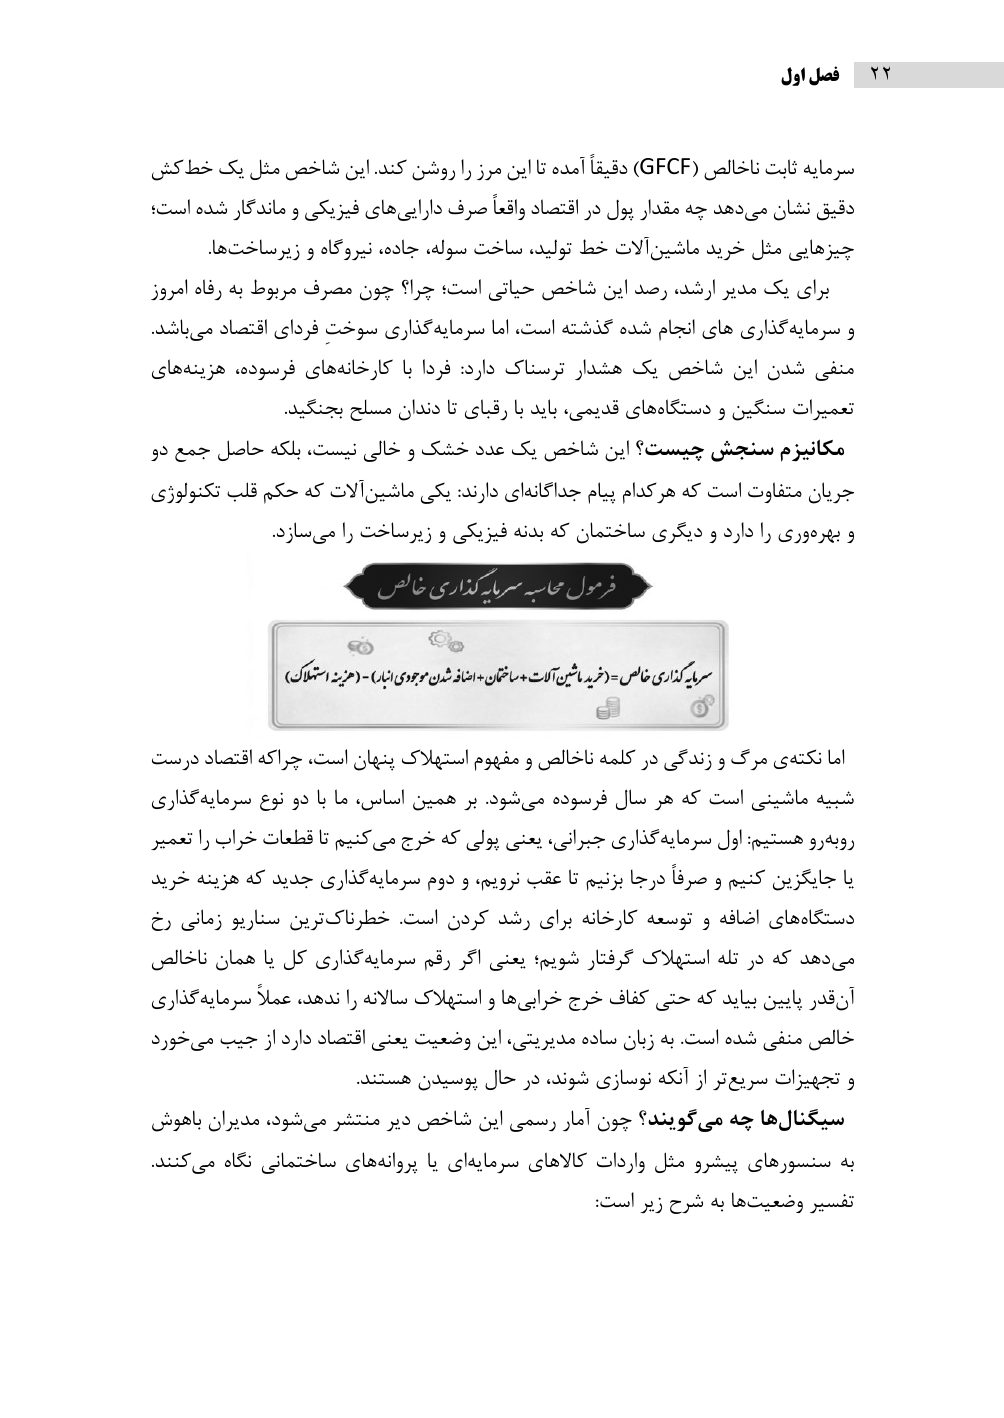 ۲۲ فصل اول
سرمایه ثابت ناخالص (GFCF) دقیقاً آمده تا این مرز را روشن کند. این شاخص مثل یک خط‌کش
دقیق نشان می‌دهد چه مقدار پول در اقتصاد واقعاً صرف دارایی‌های فیزیکی و ماندگار شده است؛
چیزهایی مثل خرید ماشین‌آلات خط تولید، ساخت سوله، جاده، نیروگاه و زیرساخت‌ها.
برای یک مدیر ارشد، رصد این شاخص حیاتی است؛ چرا؟ چون مصرف مربوط به رفاه امروز
و سرمایه‌گذاری های انجام شده گذشته است، اما سرمایه‌گذاری سوختِ فردای اقتصاد می‌باشد.
منفی شدن این شاخص یک هشدار ترسناک دارد: فردا با کارخانه‌های فرسوده، هزینه‌های
تعمیرات سنگین و دستگاه‌های قدیمی، باید با رقبای تا دندان مسلح بجنگید.
مکانیزم سنجش چیست؟ این شاخص یک عدد خشک و خالی نیست، بلکه حاصل جمع دو
جریان متفاوت است که هرکدام پیام جداگانه‌ای دارند: یکی ماشین‌آلات که حکم قلب تکنولوژی
و بهره‌وری را دارد و دیگری ساختمان که بدنه فیزیکی و زیرساخت را می‌سازد.
فرمول محاسبه سرمایه گذاری خالص
سرمایه گذاری خالص = (خرید ماشین آلات + ساختمان + اضافه شدن موجودی انبار) - (هزینه استهلاک)
اما نکته‌ی مرگ و زندگی در کلمه ناخالص و مفهوم استهلاک پنهان است، چراکه اقتصاد درست
شبیه ماشینی است که هر سال فرسوده می‌شود. بر همین اساس، ما با دو نوع سرمایه‌گذاری
روبه‌رو هستیم: اول سرمایه‌گذاری جبرانی، یعنی پولی که خرج می‌کنیم تا قطعات خراب را تعمیر
یا جایگزین کنیم و صرفاً درجا بزنیم تا عقب نرویم، و دوم سرمایه‌گذاری جدید که هزینه خرید
دستگاه‌های اضافه و توسعه کارخانه برای رشد کردن است. خطرناک‌ترین سناریو زمانی رخ
می‌دهد که در تله استهلاک گرفتار شویم؛ یعنی اگر رقم سرمایه‌گذاری کل یا همان ناخالص
آن‌قدر پایین بیاید که حتی کفاف خرج خرابی‌ها و استهلاک سالانه را ندهد، عملاً سرمایه‌گذاری
خالص منفی شده است. به زبان ساده مدیریتی، این وضعیت یعنی اقتصاد دارد از جیب می‌خورد
و تجهیزات سریع‌تر از آنکه نوسازی شوند، در حال پوسیدن هستند.
سیگنال‌ها چه می‌گویند؟ چون آمار رسمی این شاخص دیر منتشر می‌شود، مدیران باهوش
به سنسورهای پیشرو مثل واردات کالاهای سرمایه‌ای یا پروانه‌های ساختمانی نگاه می‌کنند.
تفسیر وضعیت‌ها به شرح زیر است: